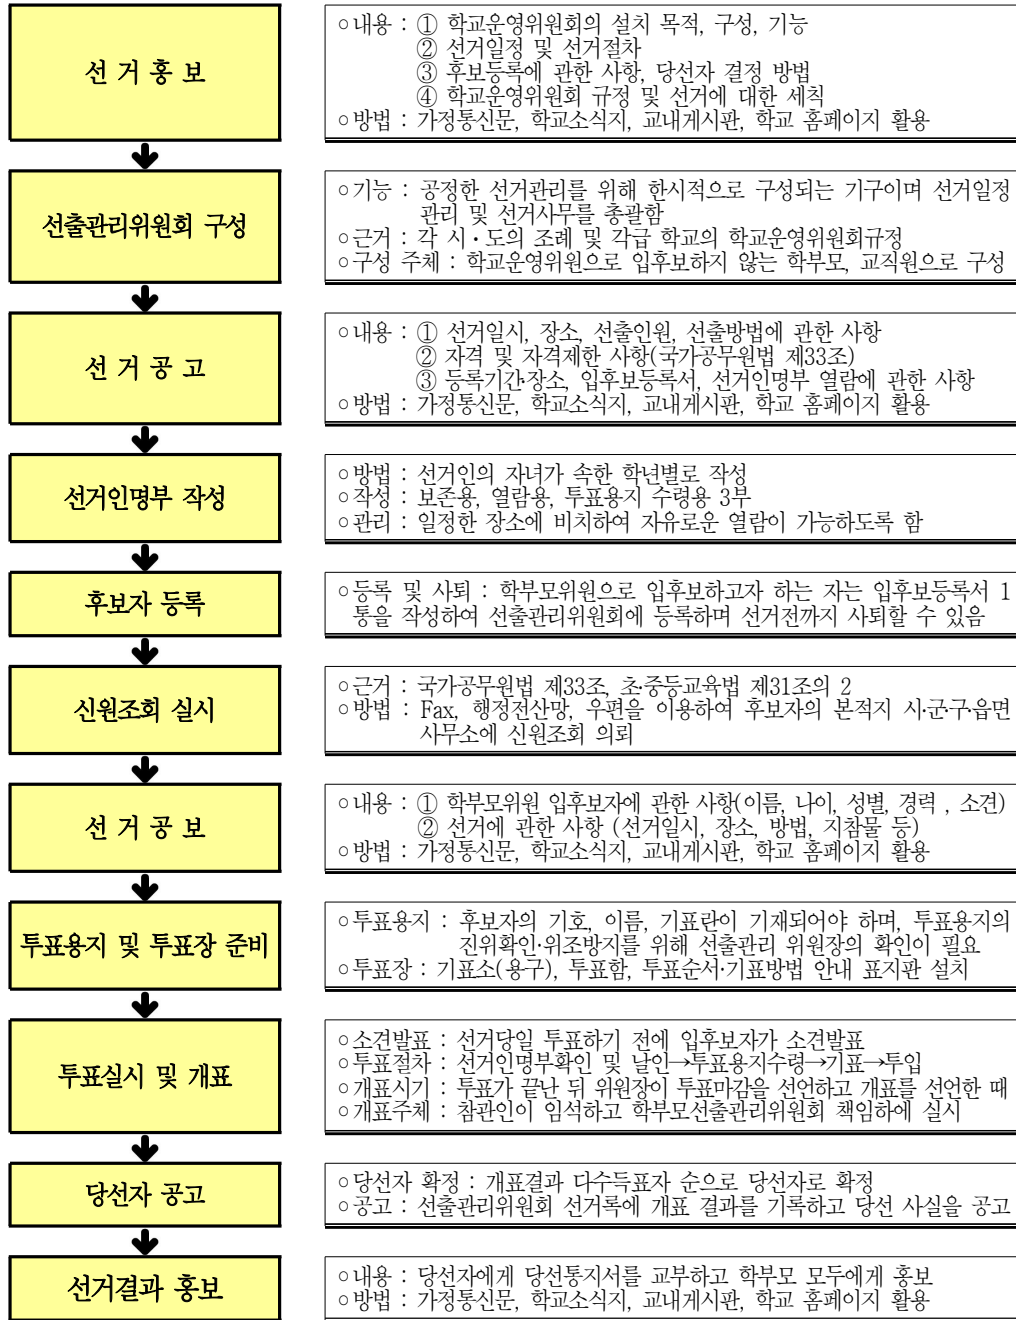 선 거 홍 보
○내용 : ① 학교운영위원회의 설치 목적, 구성, 기능
② 선거일정 및 선거절차
③ 후보등록에 관한 사항, 당선자 결정 방법
④ 학교운영위원회 규정 및 선거에 대한 세칙
○방법 : 가정통신문, 학교소식지, 교내게시판, 학교 홈페이지 활용
선출관리위원회 구성
○기능 : 공정한 선거관리를 위해 한시적으로 구성되는 기구이며 선거일정
관리 및 선거사무를 총괄함
○근거 : 각 시·도의 조례 및 각급 학교의 학교운영위원회규정
○구성 주체 : 학교운영위원으로 입후보하지 않는 학부모, 교직원으로 구성
선 거 공 고
○내용 : ① 선거일시, 장소, 선출인원, 선출방법에 관한 사항
② 자격 및 자격제한 사항(국가공무원법 제33조)
③ 등록기간·장소, 입후보등록서, 선거인명부 열람에 관한 사항
○방법 : 가정통신문, 학교소식지, 교내게시판, 학교 홈페이지 활용
선거인명부 작성
○방법 : 선거인의 자녀가 속한 학년별로 작성
○작성 : 보존용, 열람용, 투표용지 수령용 3부
○관리 : 일정한 장소에 비치하여 자유로운 열람이 가능하도록 함
후보자 등록
○등록 및 사퇴 : 학부모위원으로 입후보하고자 하는 자는 입후보등록서 1
통을 작성하여 선출관리위원회에 등록하며 선거전까지 사퇴할 수 있음
신원조회 실시
○근거 : 국가공무원법 제33조, 초·중등교육법 제31조의 2
○방법 : Fax, 행정전산망, 우편을 이용하여 후보자의 본적지 시·군·구·읍면
사무소에 신원조회 의뢰
선 거 공 보
○내용 : ① 학부모위원 입후보자에 관한 사항(이름, 나이, 성별, 경력 , 소견)
② 선거에 관한 사항 (선거일시, 장소, 방법, 지참물 등)
○방법 : 가정통신문, 학교소식지, 교내게시판, 학교 홈페이지 활용
투표용지 및 투표장 준비
○투표용지 : 후보자의 기호, 이름, 기표란이 기재되어야 하며, 투표용지의
진위확인·위조방지를 위해 선출관리 위원장의 확인이 필요
○투표장 : 기표소(용구), 투표함, 투표순서·기표방법 안내 표지판 설치
투표실시 및 개표
○소견발표 : 선거당일 투표하기 전에 입후보자가 소견발표
○투표절차 : 선거인명부확인 및 날인→투표용지수령→기표→투입
○개표시기 : 투표가 끝난 뒤 위원장이 투표마감을 선언하고 개표를 선언한 때
○개표주체 : 참관인이 임석하고 학부모선출관리위원회 책임하에 실시
당선자 공고
○당선자 확정 : 개표결과 다수득표자 순으로 당선자로 확정
○공고 : 선출관리위원회 선거록에 개표 결과를 기록하고 당선 사실을 공고
선거결과 홍보
○내용 : 당선자에게 당선통지서를 교부하고 학부모 모두에게 홍보
○방법 : 가정통신문, 학교소식지, 교내게시판, 학교 홈페이지 활용